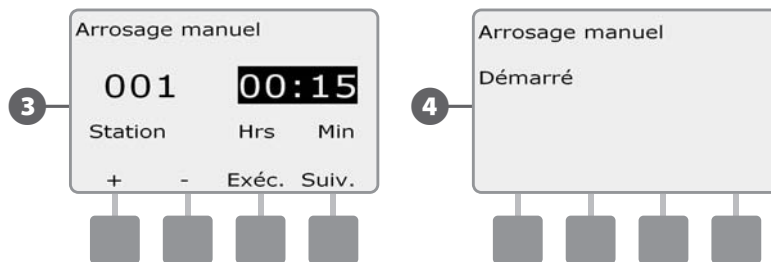 Arrosage manuel
001 00:15
Station Hrs Min
+ - Exéc. Suiv.
3
Arrosage manuel
Démarré
4